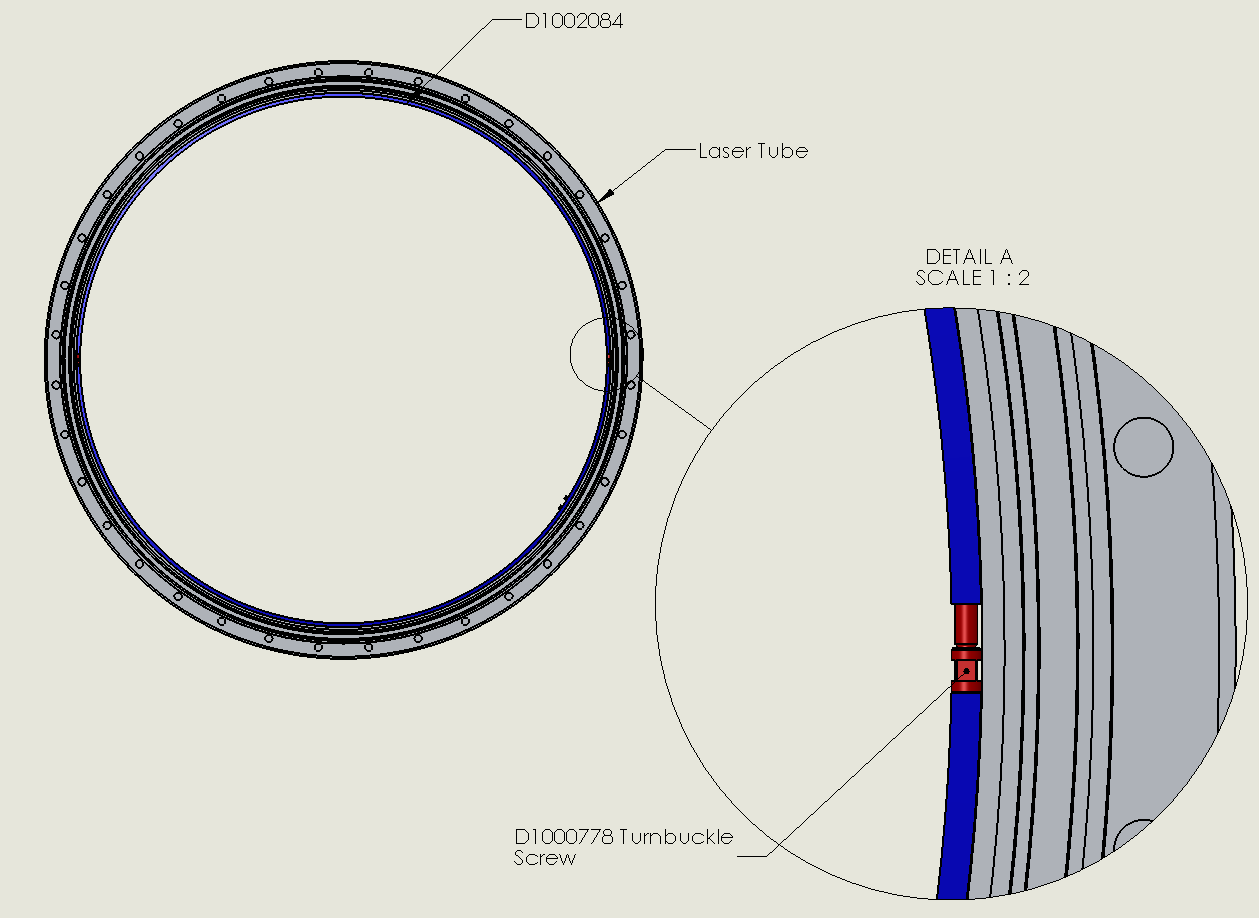 D1002084
Laser Tube
DETAIL A
SCALE 1 : 2
D1000778 Turnbuckle
Screw